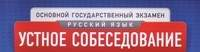 ОСНОВНОЙ ГОСУДАРСТВЕННЫЙ ЭКЗАМЕН
РУССКИЙ ЯЗЫК
УСТНОЕ СОБЕСЕДОВАНИЕ